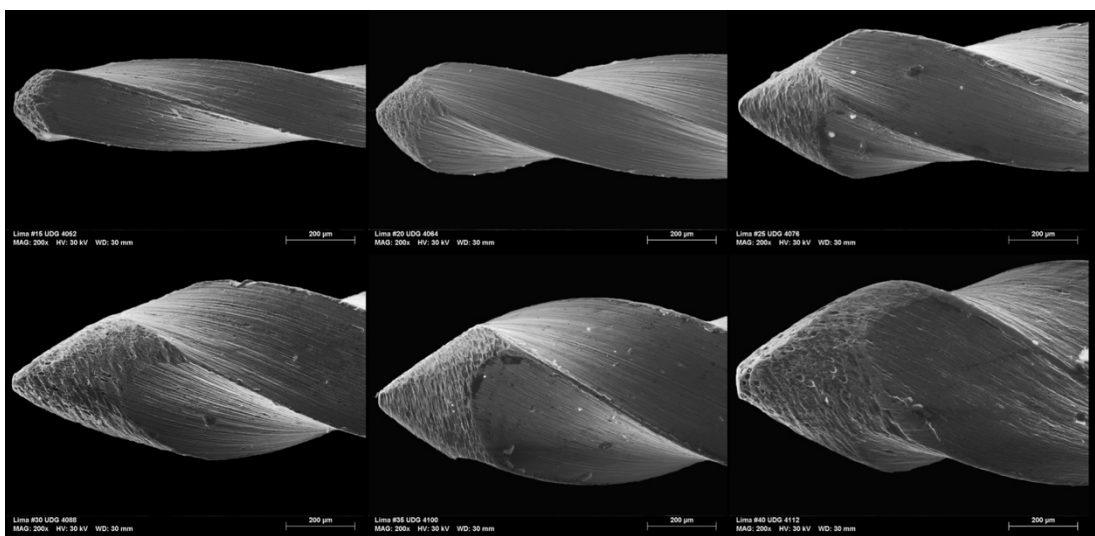 Lima #15 UDG 4052
MAG: 200x HV: 30 kV WD: 30 mm
200 µm
Lima #20 UDG 4064
MAG: 200x HV: 30 kV WD: 30 mm
200 µm
Lima #25 UDG 4076
MAG: 200x HV: 30 kV WD: 30 mm
200 µm
Lima #30 UDG 4088
MAG: 200x HV: 30 kV WD: 30 mm
200 µm
Lima #35 UDG 4100
MAG: 200x HV: 30 kV WD: 30 mm
200 µm
Lima #40 UDG 4112
MAG: 200x HV: 30 kV WD: 30 mm
200 µm